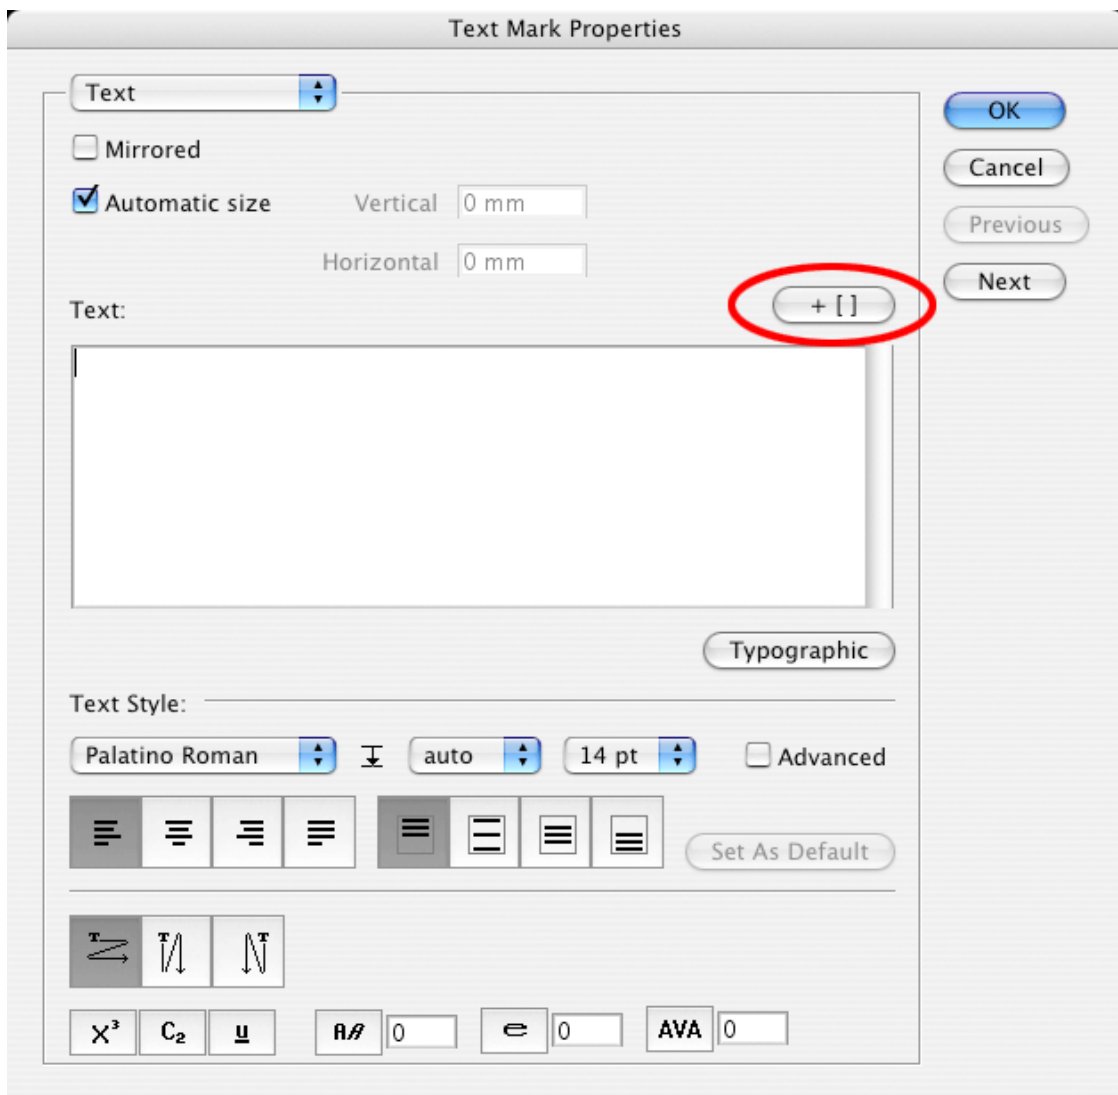 Text Mark Properties
Text
OK
Mirrored
Cancel
Automatic size Vertical 0 mm
Previous
Horizontal 0 mm
Next
Text: + [ ]
Typographic
Text Style:
Palatino Roman auto 14 pt Advanced
Set As Default
T T T
X³ C₂ u A 0 e 0 AVA 0